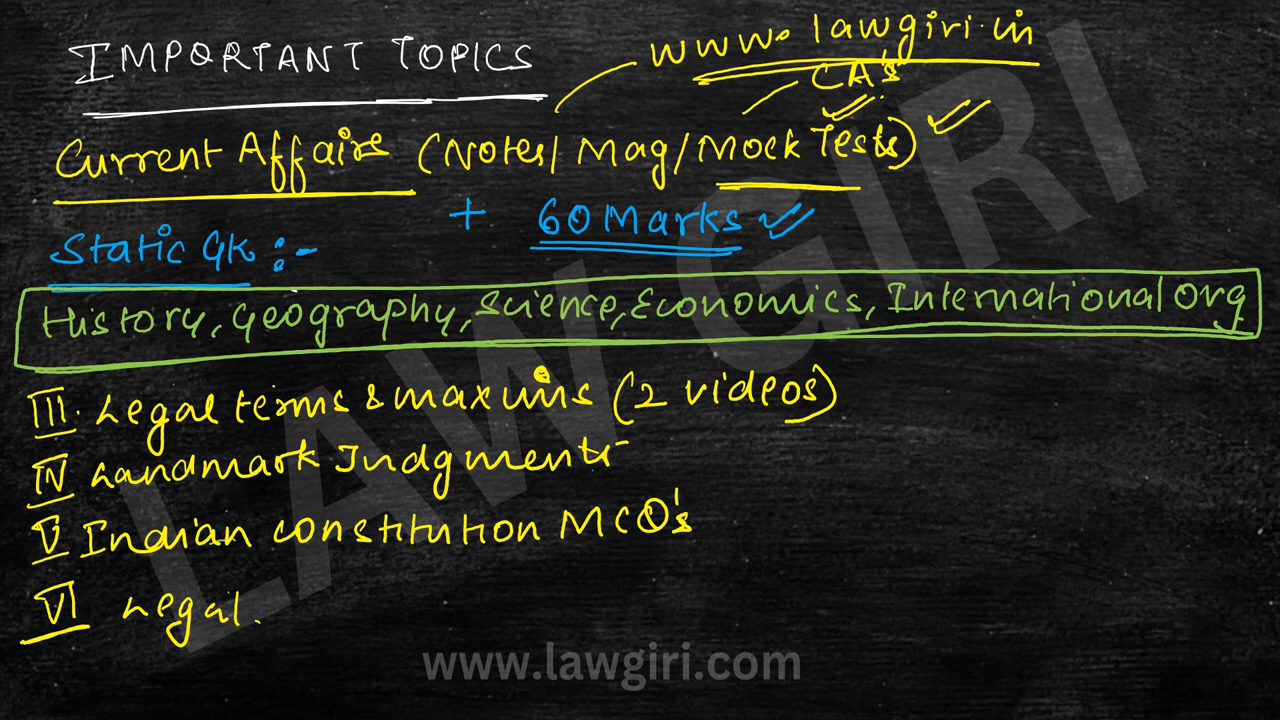 IMPORTANT TOPICS
www.lawgiri.in
CA's
Current Affairs (Notes/ Mag/Mock Tests)
+ 60 Marks
Static GK :-
History, Geography, Science, Economics, International Org
III. Legal terms & maxims (2 videos)
IV Landmark Judgments
V Indian constitution MCQ's
VI Legal.
LAW GIRI
www.lawgiri.com